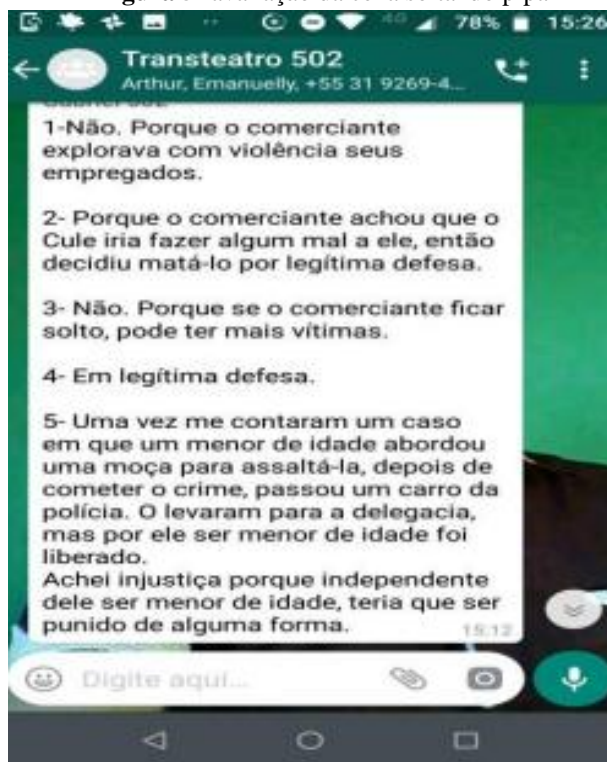 78% 15:26
Transteatro 502
Arthur, Emanuelly, +55 31 9269-4...
1-Não. Porque o comerciante
explorava com violência seus
empregados.
2- Porque o comerciante achou que o
Cule iria fazer algum mal a ele, então
decidiu matá-lo por legítima defesa.
3- Não. Porque se o comerciante ficar
solto, pode ter mais vítimas.
4- Em legítima defesa.
5- Uma vez me contaram um caso
em que um menor de idade abordou
uma moça para assaltá-la, depois de
cometer o crime, passou um carro da
polícia. O levaram para a delegacia,
mas por ele ser menor de idade foi
liberado.
Achei injustiça porque independente
dele ser menor de idade, teria que ser
punido de alguma forma.
15:12
Digite aqui...